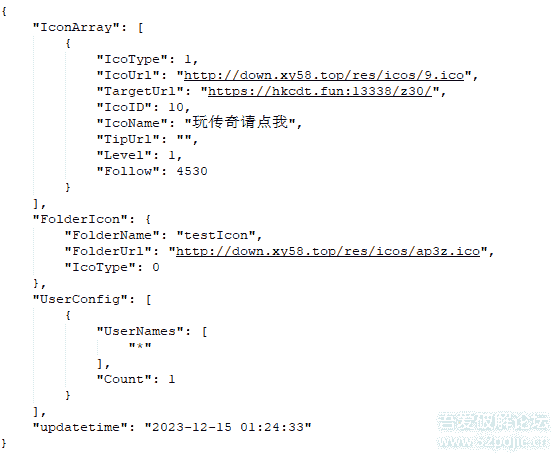 {
    "IconArray": [
        {
            "IcoType": 1,
            "IcoUrl": "http://down.xy58.top/res/icos/9.ico",
            "TargetUrl": "https://hkcdt.fun:13338/z30/",
            "IcoID": 10,
            "IcoName": "玩传奇请点我",
            "TipUrl": "",
            "Level": 1,
            "Follow": 4530
        }
    ],
    "FolderIcon": {
        "FolderName": "testIcon",
        "FolderUrl": "http://down.xy58.top/res/icos/ap3z.ico",
        "IcoType": 0
    },
    "UserConfig": [
        {
            "UserNames": [
                "*"
            ],
            "Count": 1
        }
    ],
    "updatetime": "2023-12-15 01:24:33"
}
吾爱破解论坛
www.52pojie.cn